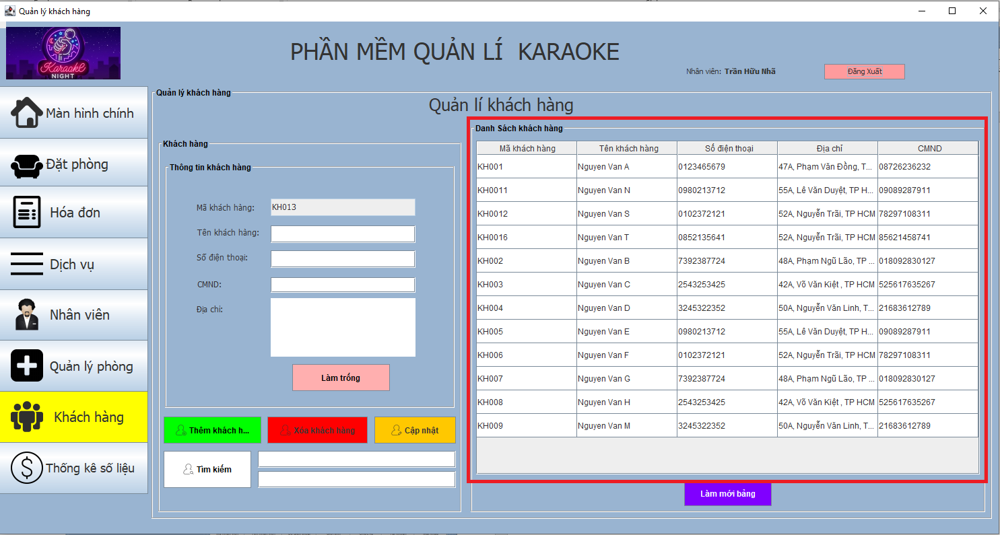 Quản lý khách hàng
Karaoke
NIGHT
PHẦN MỀM QUẢN LÍ KARAOKE
Nhân viên: Trần Hữu Nhã
Đăng Xuất
Màn hình chính
Đặt phòng
Hóa đơn
Dịch vụ
Nhân viên
Quản lý phòng
Khách hàng
Thống kê số liệu
Quản lý khách hàng
Quản lí khách hàng
Khách hàng
Thông tin khách hàng
Mã khách hàng: KH013
Tên khách hàng:
Số điện thoại:
CMND:
Địa chỉ:
Làm trống
Thêm khách h...
Xóa khách hàng
Cập nhật
Tìm kiếm
Danh Sách khách hàng
Mã khách hàng Tên khách hàng Số điện thoại Địa chỉ CMND
KH001 Nguyen Van A 0123465679 47A, Phạm Văn Đồng, T... 08726236232
KH0011 Nguyen Van N 0980213712 55A, Lê Văn Duyệt, TP H... 09089287911
KH0012 Nguyen Van S 0102372121 52A, Nguyễn Trãi, TP HCM 78297108311
KH0016 Nguyen Van T 0852135641 52A, Nguyễn Trãi, TP HCM 85621458741
KH002 Nguyen Van B 7392387724 48A, Phạm Ngũ Lão, TP ... 018092830127
KH003 Nguyen Van C 2543253425 42A, Võ Văn Kiệt , TP HCM 525617635267
KH004 Nguyen Van D 3245322352 50A, Nguyễn Văn Linh, T... 21683612789
KH005 Nguyen Van E 0980213712 55A, Lê Văn Duyệt, TP H... 09089287911
KH006 Nguyen Van F 0102372121 52A, Nguyễn Trãi, TP HCM 78297108311
KH007 Nguyen Van G 7392387724 48A, Phạm Ngũ Lão, TP ... 018092830127
KH008 Nguyen Van H 2543253425 42A, Võ Văn Kiệt , TP HCM 525617635267
KH009 Nguyen Van M 3245322352 50A, Nguyễn Văn Linh, T... 21683612789
Làm mới bảng